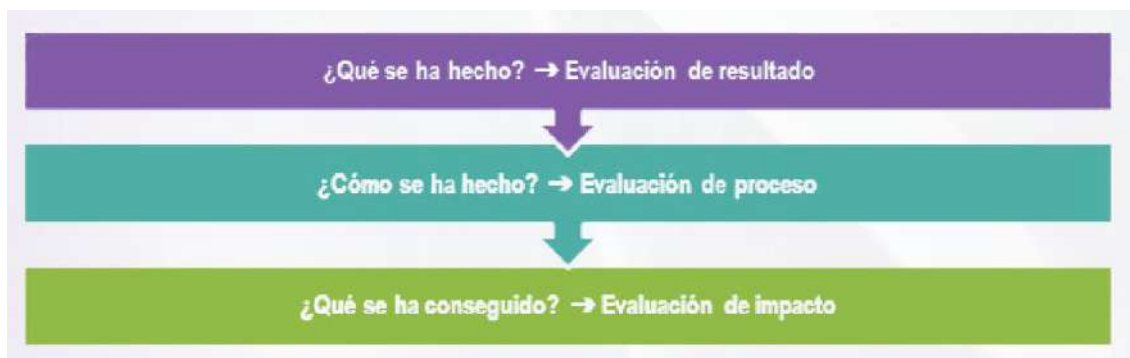 ¿Qué se ha hecho? ➔ Evaluación de resultado
¿Cómo se ha hecho? ➔ Evaluación de proceso
¿Qué se ha conseguido? ➔ Evaluación de impacto